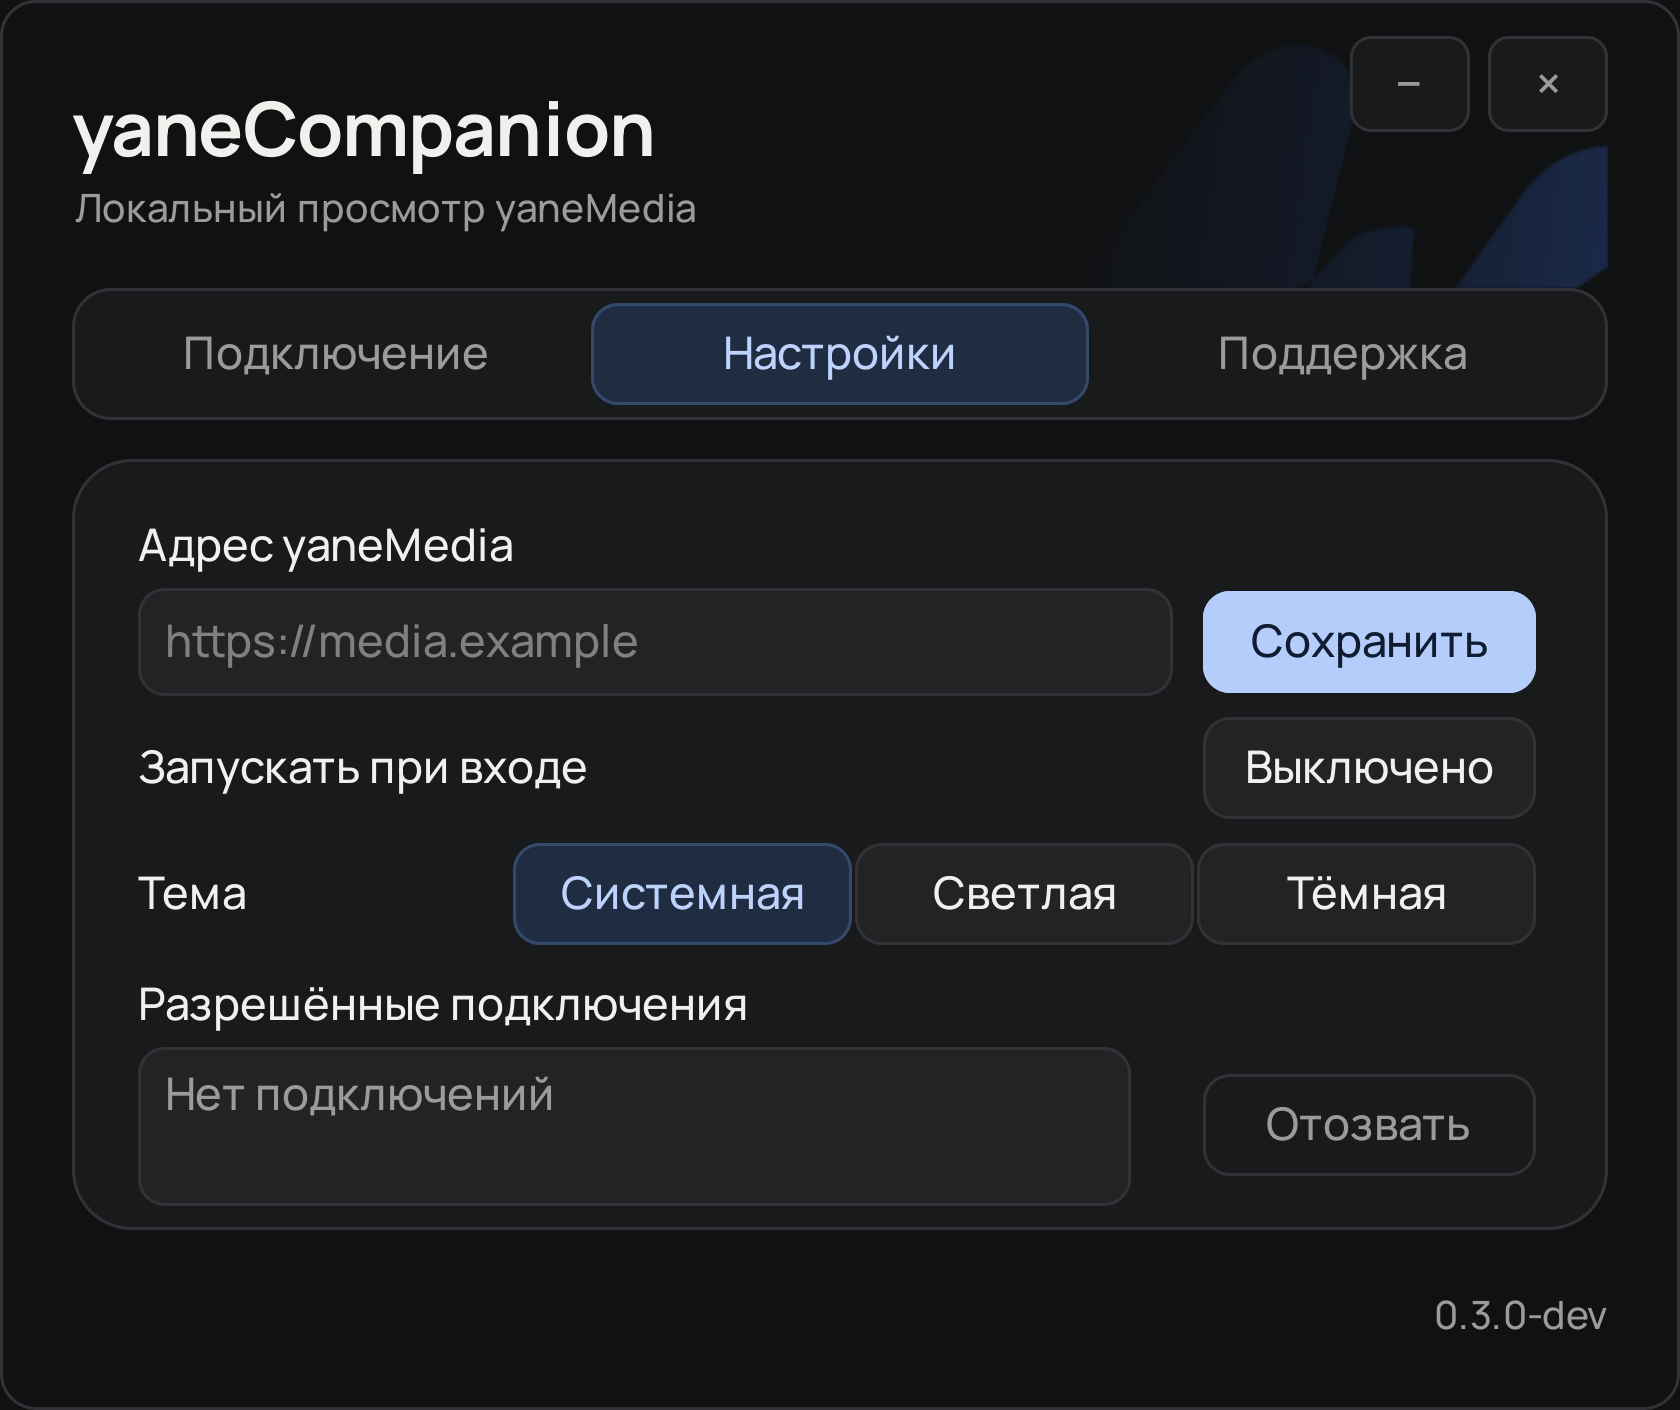 yaneCompanion
Локальный просмотр yaneMedia
Подключение
Настройки
Поддержка
Адрес yaneMedia
https://media.example
Сохранить
Запускать при входе
Выключено
Тема
Системная
Светлая
Тёмная
Разрешённые подключения
Нет подключений
Отозвать
0.3.0-dev